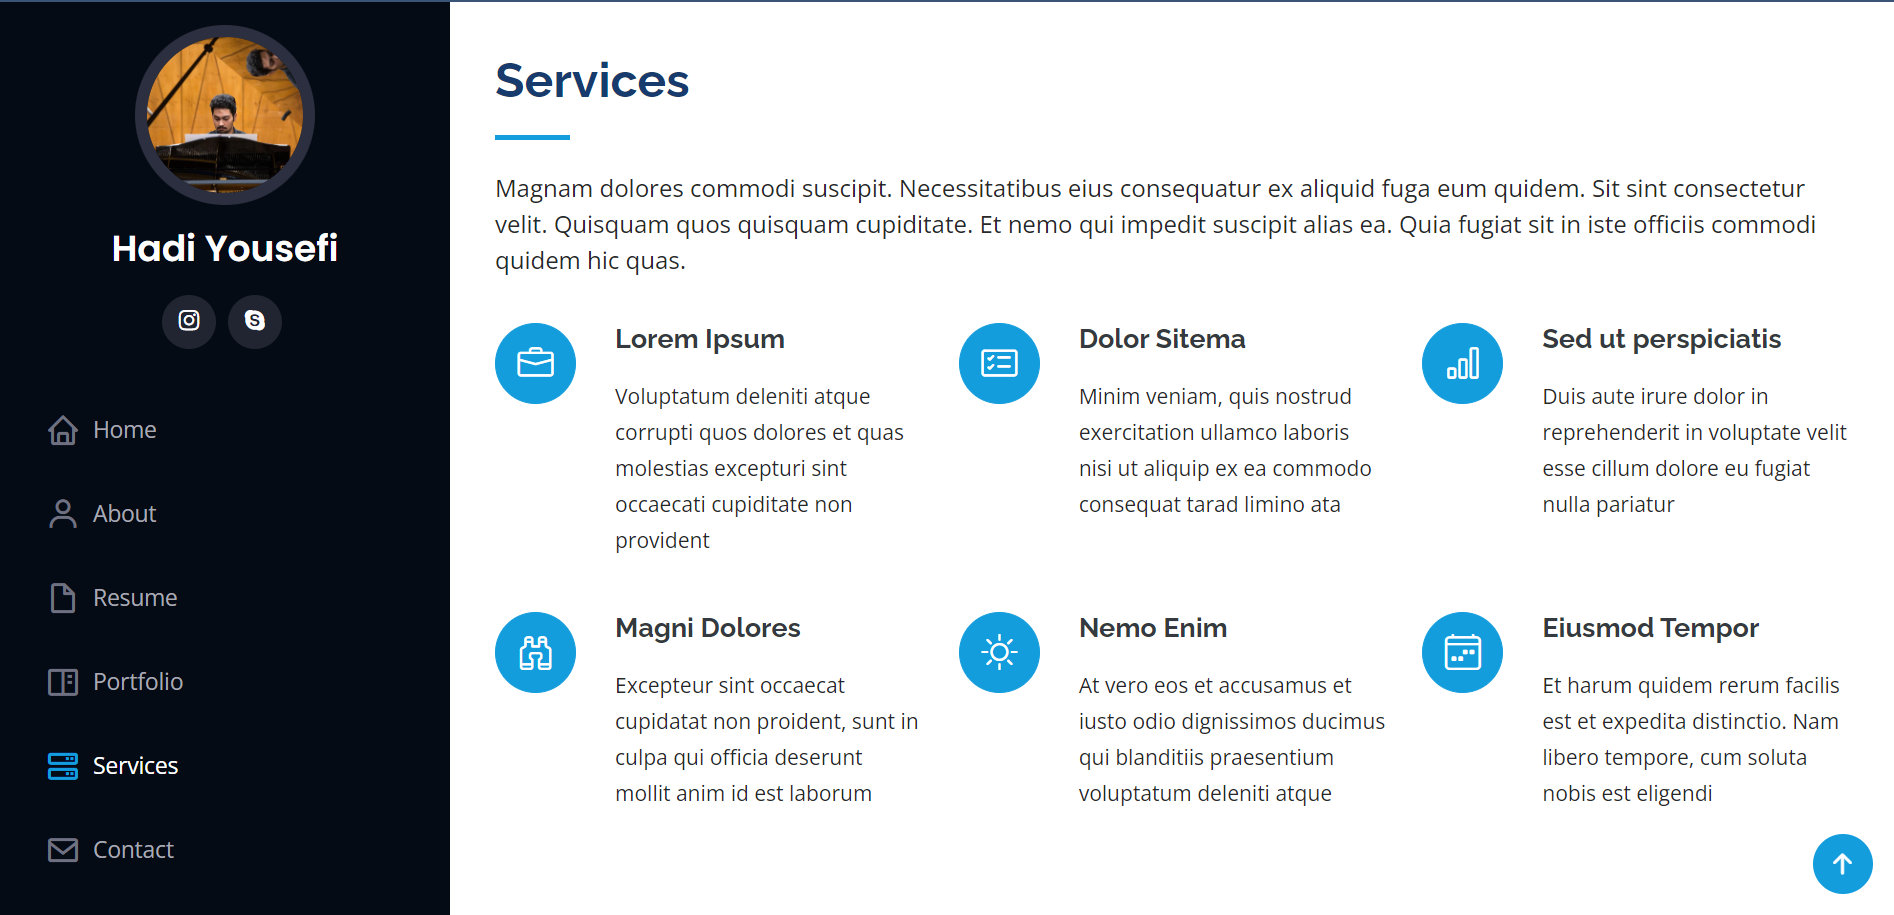 Hadi Yousefi
Home
About
Resume
Portfolio
Services
Contact
Services
Magnam dolores commodi suscipit. Necessitatibus eius consequatur ex aliquid fuga eum quidem. Sit sint consectetur
velit. Quisquam quos quisquam cupiditate. Et nemo qui impedit suscipit alias ea. Quia fugiat sit in iste officiis commodi
quidem hic quas.
Lorem Ipsum
Voluptatum deleniti atque
corrupti quos dolores et quas
molestias excepturi sint
occaecati cupiditate non
provident
Dolor Sitema
Minim veniam, quis nostrud
exercitation ullamco laboris
nisi ut aliquip ex ea commodo
consequat tarad limino ata
Sed ut perspiciatis
Duis aute irure dolor in
reprehenderit in voluptate velit
esse cillum dolore eu fugiat
nulla pariatur
Magni Dolores
Excepteur sint occaecat
cupidatat non proident, sunt in
culpa qui officia deserunt
mollit anim id est laborum
Nemo Enim
At vero eos et accusamus et
iusto odio dignissimos ducimus
qui blanditiis praesentium
voluptatum deleniti atque
Eiusmod Tempor
Et harum quidem rerum facilis
est et expedita distinctio. Nam
libero tempore, cum soluta
nobis est eligendi